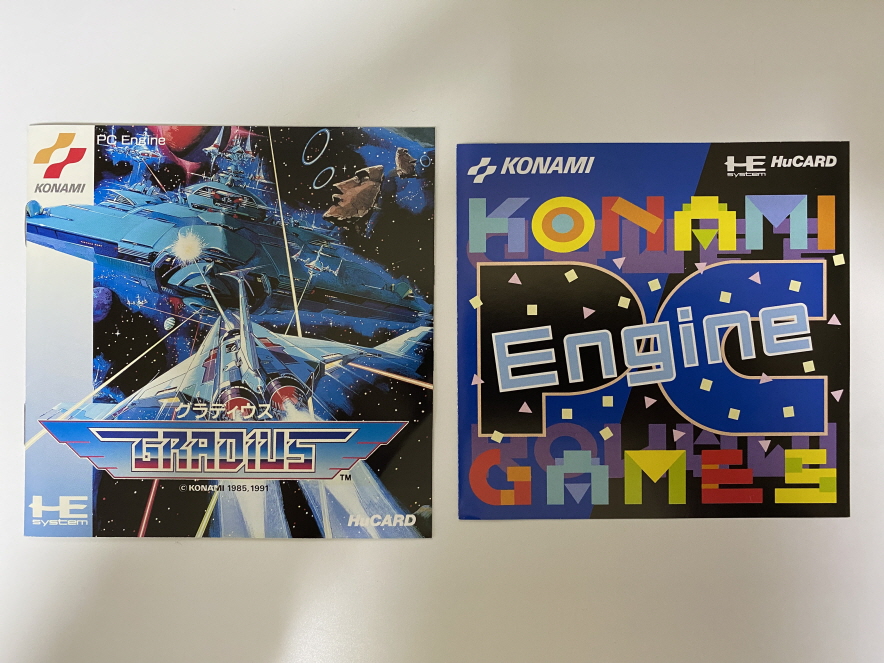 PC Engine
KONAMI
グラディウス
GRADIUS
TM
© KONAMI 1985, 1991
HE
system
HuCARD
KONAMI
HE
system
HuCARD
KONAMI
PC
Engine
GAMES